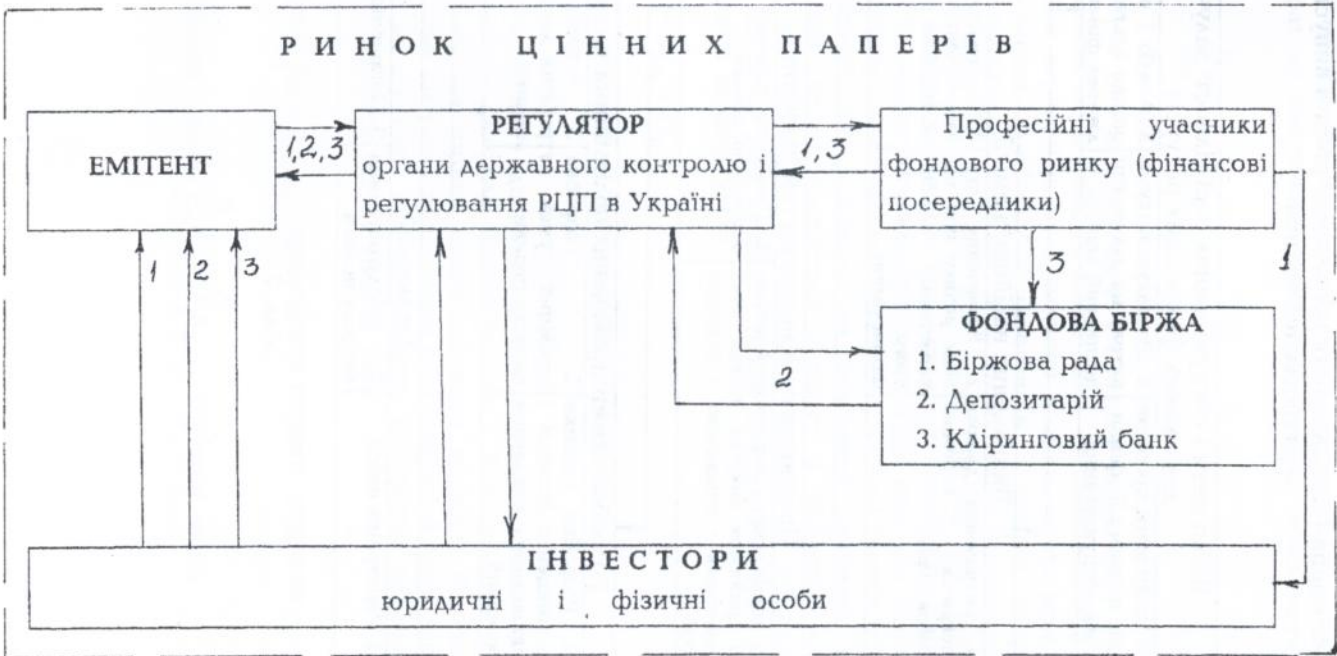 РИНОК ЦІННИХ ПАПЕРІВ
ЕМІТЕНТ
1,2,3
РЕГУЛЯТОР
органи державного контролю і
регулювання РЦП в Україні
1,3
Професійні учасники
фондового ринку (фінансові
посередники)
1
2
3
3
1
2
ФОНДОВА БІРЖА
1. Біржова рада
2. Депозитарій
3. Кліринговий банк
ІНВЕСТОРИ
юридичні і фізичні особи